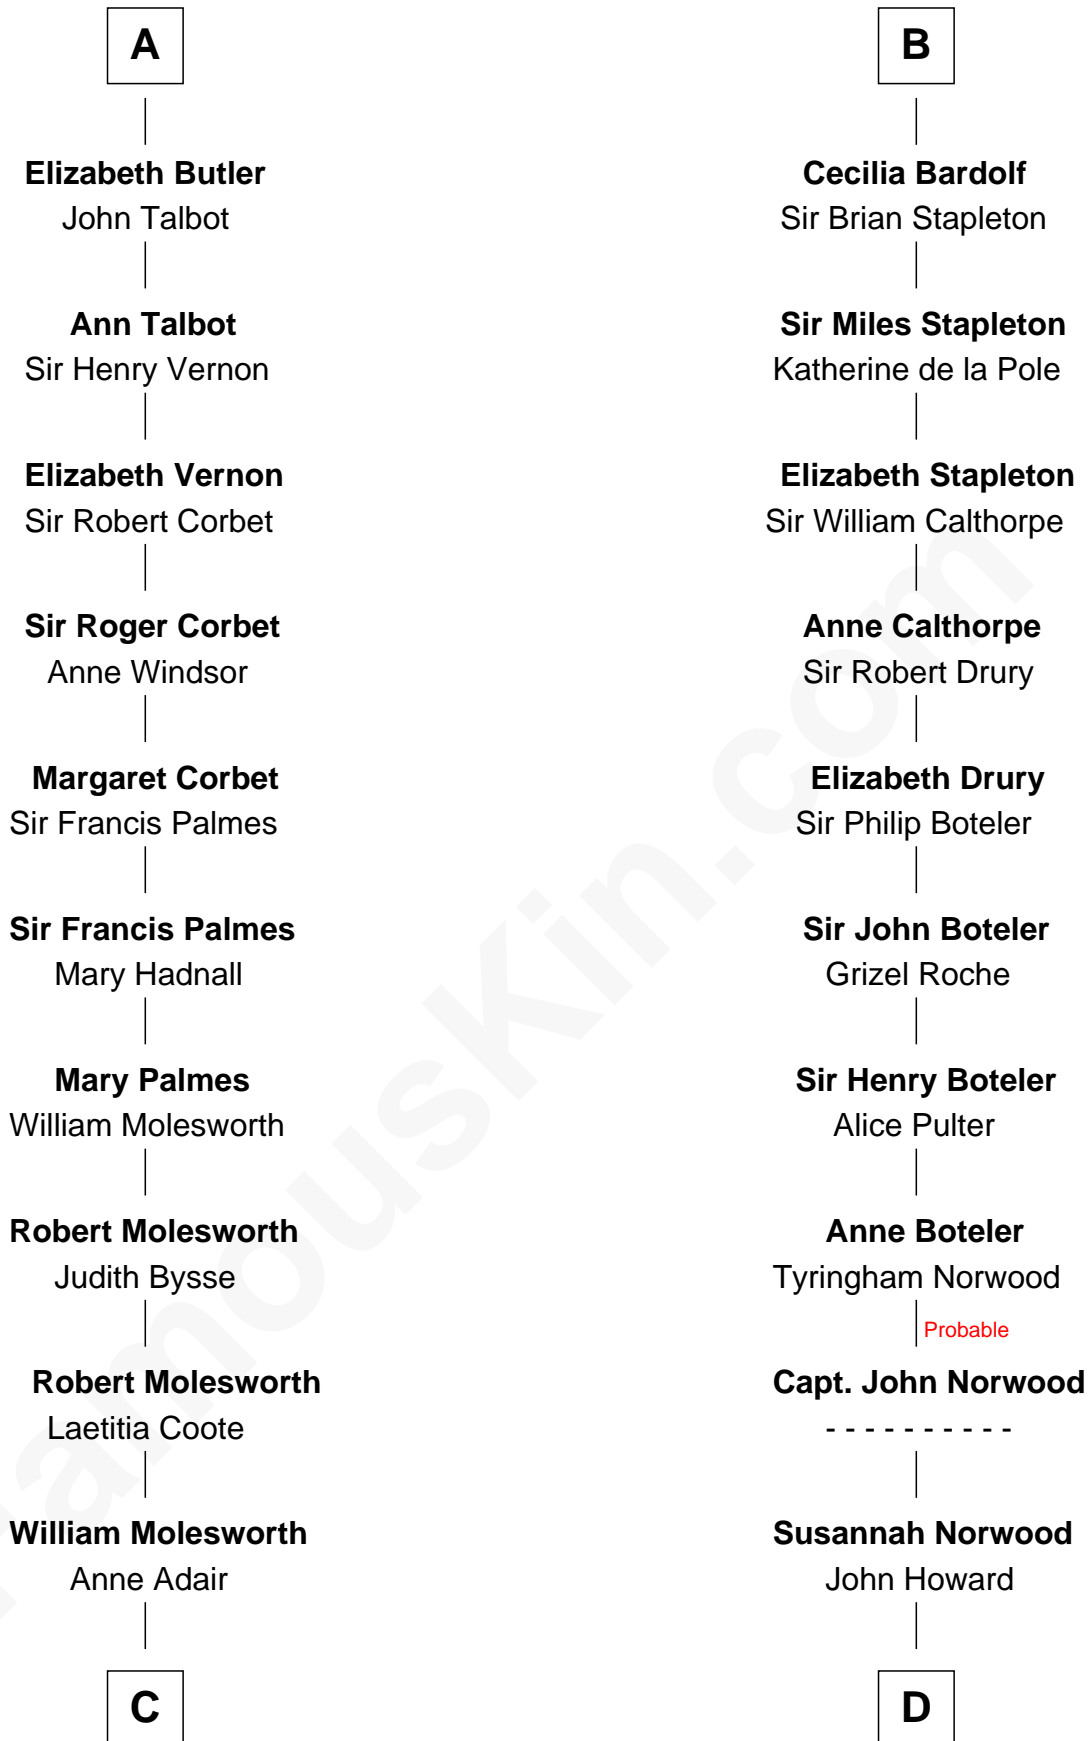 A
Elizabeth Butler
John Talbot
Ann Talbot
Sir Henry Vernon
Elizabeth Vernon
Sir Robert Corbet
Sir Roger Corbet
Anne Windsor
Margaret Corbet
Sir Francis Palmes
Sir Francis Palmes
Mary Hadnall
Mary Palmes
William Molesworth
Robert Molesworth
Judith Bysse
Robert Molesworth
Laetitia Coote
William Molesworth
Anne Adair
C
B
Cecilia Bardolf
Sir Brian Stapleton
Sir Miles Stapleton
Katherine de la Pole
Elizabeth Stapleton
Sir William Calthorpe
Anne Calthorpe
Sir Robert Drury
Elizabeth Drury
Sir Philip Boteler
Sir John Boteler
Grizel Roche
Sir Henry Boteler
Alice Pulter
Anne Boteler
Tyringham Norwood
Probable
Capt. John Norwood
- - - - - - - - - -
Susannah Norwood
John Howard
D
FamousKin.com